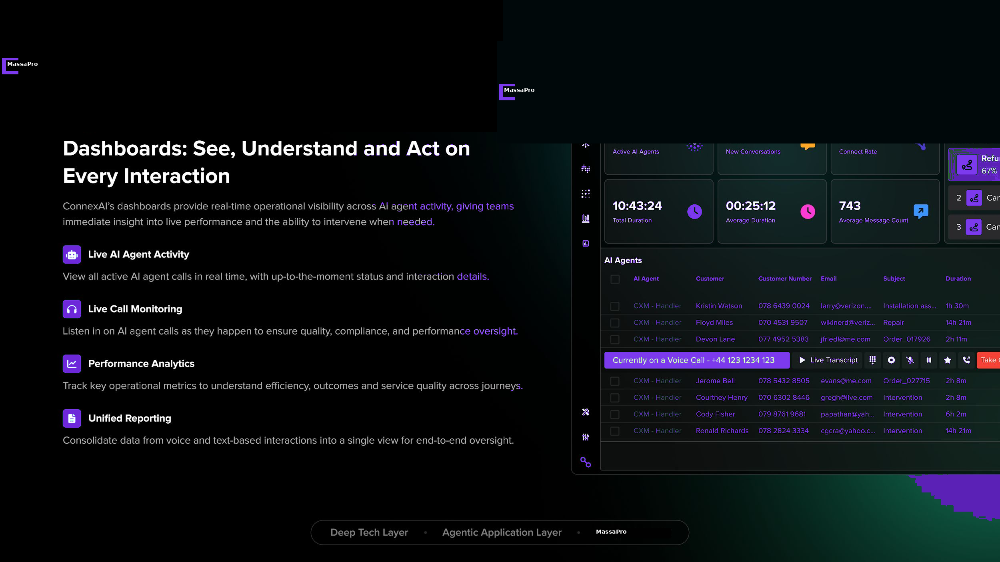 MassaPro
MassaPro
Dashboards: See, Understand and Act on
Every Interaction
ConnexAI’s dashboards provide real-time operational visibility across AI agent activity, giving teams
immediate insight into live performance and the ability to intervene when needed.
Live AI Agent Activity
View all active AI agent calls in real time, with up-to-the-moment status and interaction details.
Live Call Monitoring
Listen in on AI agent calls as they happen to ensure quality, compliance, and performance oversight.
Performance Analytics
Track key operational metrics to understand efficiency, outcomes and service quality across journeys.
Unified Reporting
Consolidate data from voice and text-based interactions into a single view for end-to-end oversight.
Active AI Agents
New Conversations
Connect Rate
Refu
67%
10:43:24
Total Duration
00:25:12
Average Duration
743
Average Message Count
2 Can
3 Can
AI Agents
AI Agent Customer Customer Number Email Subject Duration
CXM - Handler Kristin Watson 078 6439 0024 larry@verizon.... Installation ass... 1h 30m
CXM - Handler Floyd Miles 070 4531 9507 wikinerd@veriz... Repair 14h 21m
CXM - Handler Devon Lane 077 4952 5383 jfriedl@me.com Order_017926 2h 11m
Currently on a Voice Call - +44 123 1234 123 Live Transcript Take
CXM - Handler Jerome Bell 078 5432 8505 evans@me.com Order_027715 2h 8m
CXM - Handler Courtney Henry 070 6302 8446 gregh@live.com Intervention 2h 8m
CXM - Handler Cody Fisher 079 8761 9681 papathan@yah... Intervention 6h 2m
CXM - Handler Ronald Richards 078 2824 3334 cgcra@yahoo.c... Intervention 14h 21m
Deep Tech Layer • Agentic Application Layer • MassaPro